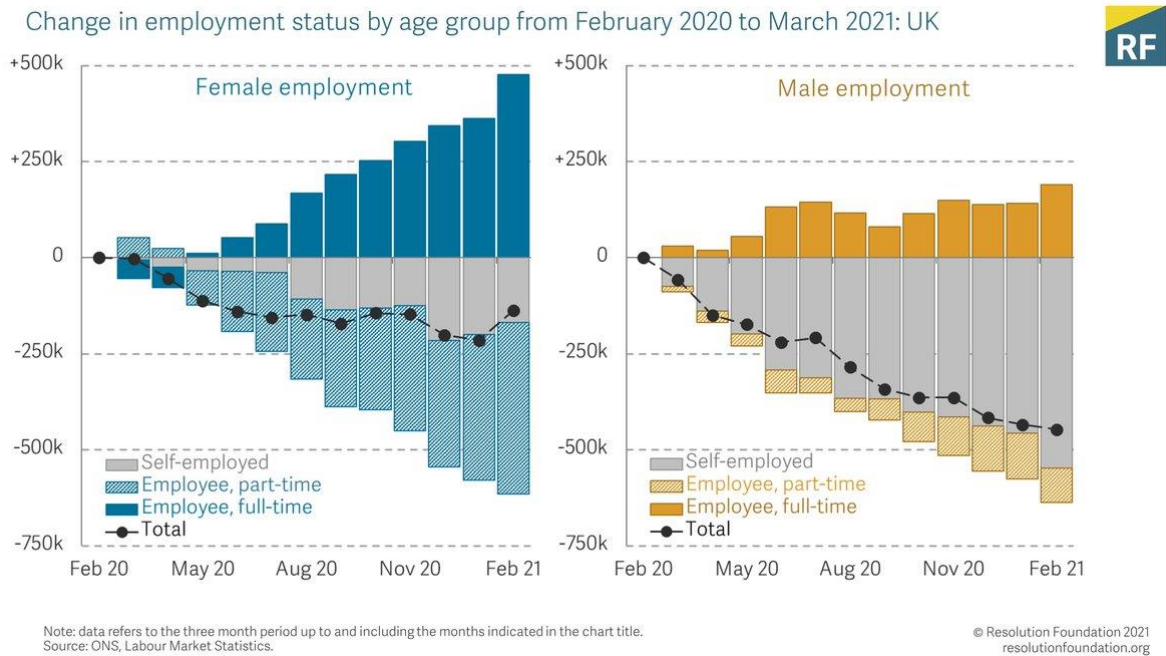 Change in employment status by age group from February 2020 to March 2021: UK
RF
Female employment
+500k
+250k
0
-250k
-500k
-750k
Self-employed
Employee, part-time
Employee, full-time
Total
Feb 20
May 20
Aug 20
Nov 20
Feb 21
Male employment
+500k
+250k
0
-250k
-500k
-750k
Self-employed
Employee, part-time
Employee, full-time
Total
Feb 20
May 20
Aug 20
Nov 20
Feb 21
Note: data refers to the three month period up to and including the months indicated in the chart title.
Source: ONS, Labour Market Statistics.
© Resolution Foundation 2021
resolutionfoundation.org